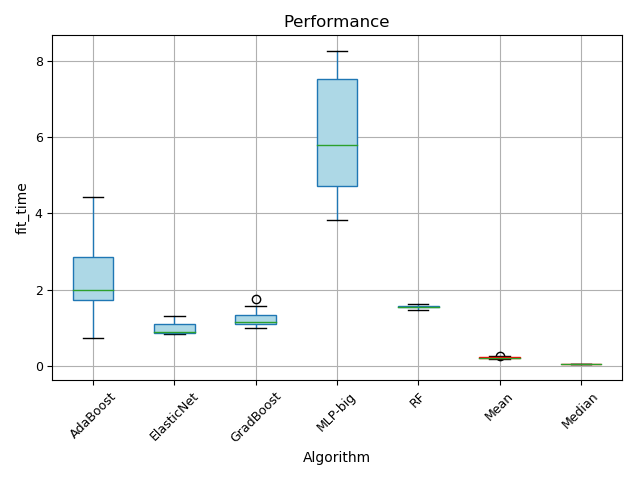 Performance
fit_time
8
6
4
2
0
AdaBoost
ElasticNet
GradBoost
MLP-big
RF
Mean
Median
Algorithm